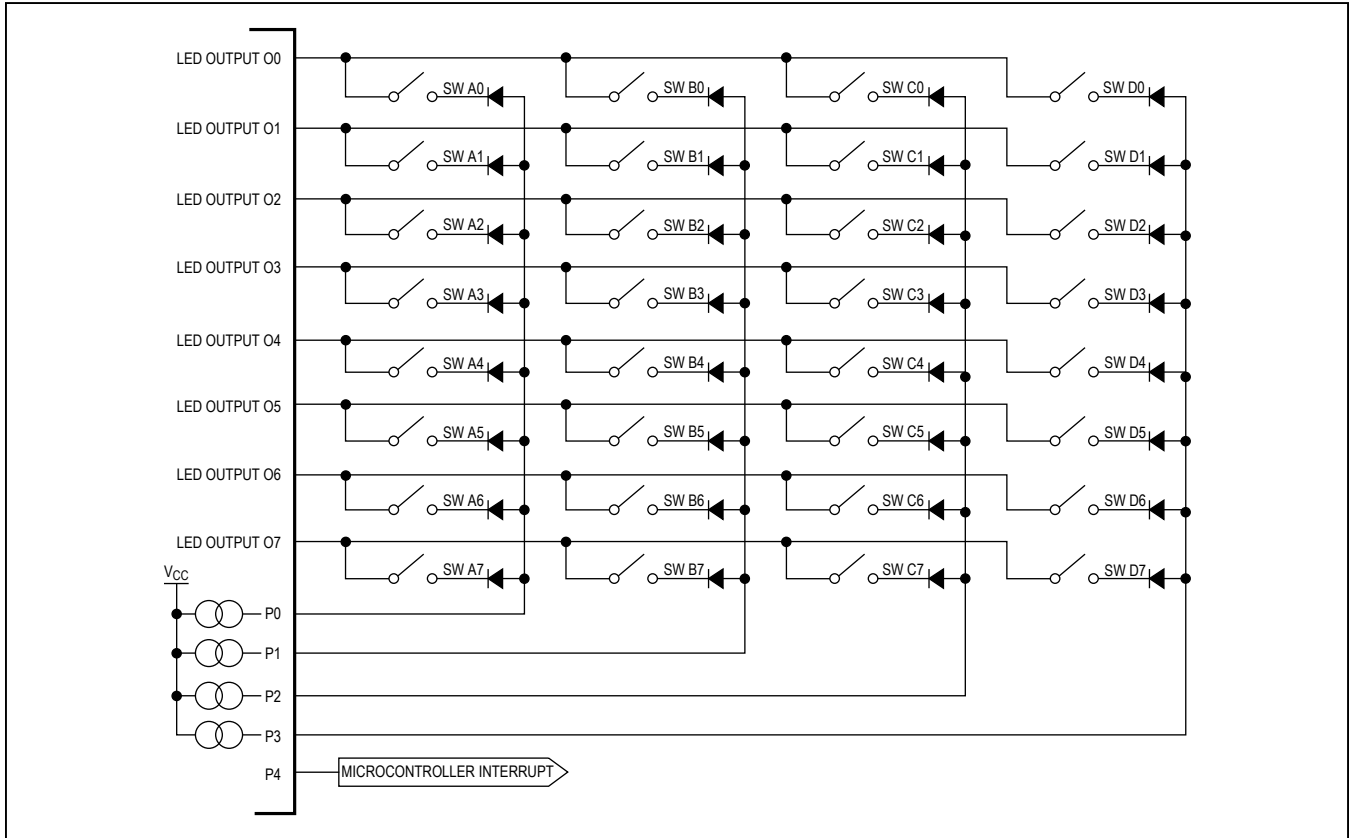 LED OUTPUT O0
SW A0
SW B0
SW C0
SW D0
LED OUTPUT O1
SW A1
SW B1
SW C1
SW D1
LED OUTPUT O2
SW A2
SW B2
SW C2
SW D2
LED OUTPUT O3
SW A3
SW B3
SW C3
SW D3
LED OUTPUT O4
SW A4
SW B4
SW C4
SW D4
LED OUTPUT O5
SW A5
SW B5
SW C5
SW D5
LED OUTPUT O6
SW A6
SW B6
SW C6
SW D6
LED OUTPUT O7
SW A7
SW B7
SW C7
SW D7
VCC
P0
P1
P2
P3
P4
MICROCONTROLLER INTERRUPT